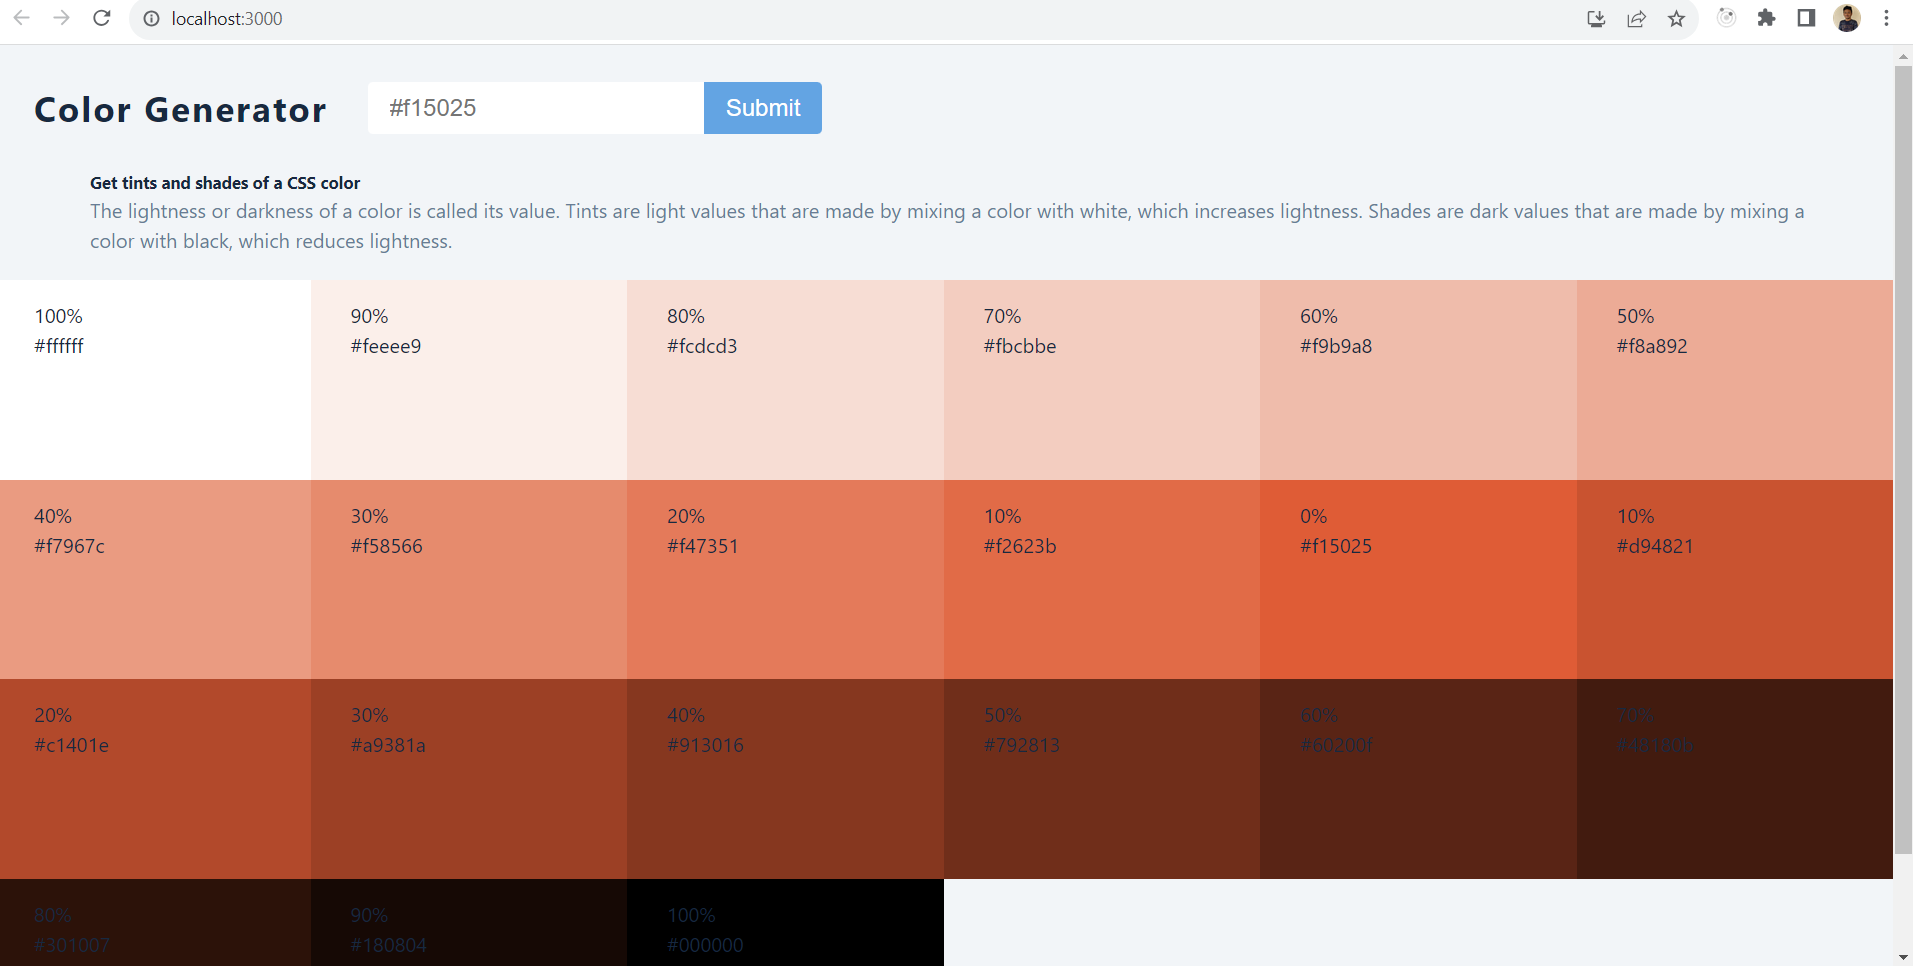 localhost:3000
Color Generator
#f15025
Submit
Get tints and shades of a CSS color
The lightness or darkness of a color is called its value. Tints are light values that are made by mixing a color with white, which increases lightness. Shades are dark values that are made by mixing a
color with black, which reduces lightness.
100%
#ffffff
90%
#feeee9
80%
#fcdcd3
70%
#fbcbbe
60%
#f9b9a8
50%
#f8a892
40%
#f7967c
30%
#f58566
20%
#f47351
10%
#f2623b
0%
#f15025
10%
#d94821
20%
#c1401e
30%
#a9381a
40%
#913016
50%
#792813
60%
#60200f
70%
#48180b
80%
#301007
90%
#180804
100%
#000000